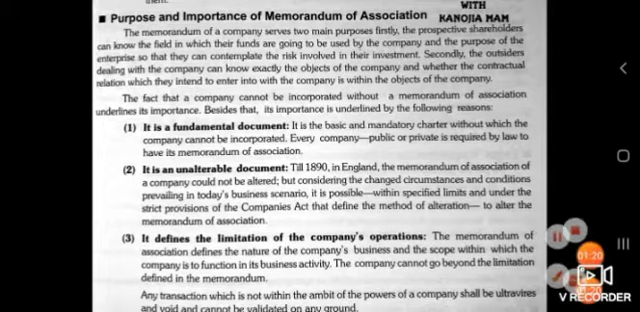 them.
WITH
■ Purpose and Importance of Memorandum of Association KANOJIA MAM
The memorandum of a company serves two main purposes firstly, the prospective shareholders
can know the field in which their funds are going to be used by the company and the purpose of the
enterprise so that they can contemplate the risk involved in their investment. Secondly, the outsiders
dealing with the company can know exactly the objects of the company and whether the contractual
relation which they intend to enter into with the company is within the objects of the company.
The fact that a company cannot be incorporated without a memorandum of association
underlines its importance. Besides that, its importance is underlined by the following reasons:
(1) It is a fundamental document: It is the basic and mandatory charter without which the
company cannot be incorporated. Every company—public or private is required by law to
have its memorandum of association.
(2) It is an unalterable document: Till 1890, in England, the memorandum of association of
a company could not be altered; but considering the changed circumstances and conditions
prevailing in today's business scenario, it is possible—within specified limits and under the
strict provisions of the Companies Act that define the method of alteration— to alter the
memorandum of association.
(3) It defines the limitation of the company's operations: The memorandum of
association defines the nature of the company's business and the scope within which the
company is to function in its business activity. The company cannot go beyond the limitation
defined in the memorandum.
Any transaction which is not within the ambit of the powers of a company shall be ultravires
and void and cannot be validated on any ground.
01:20
V RECORDER